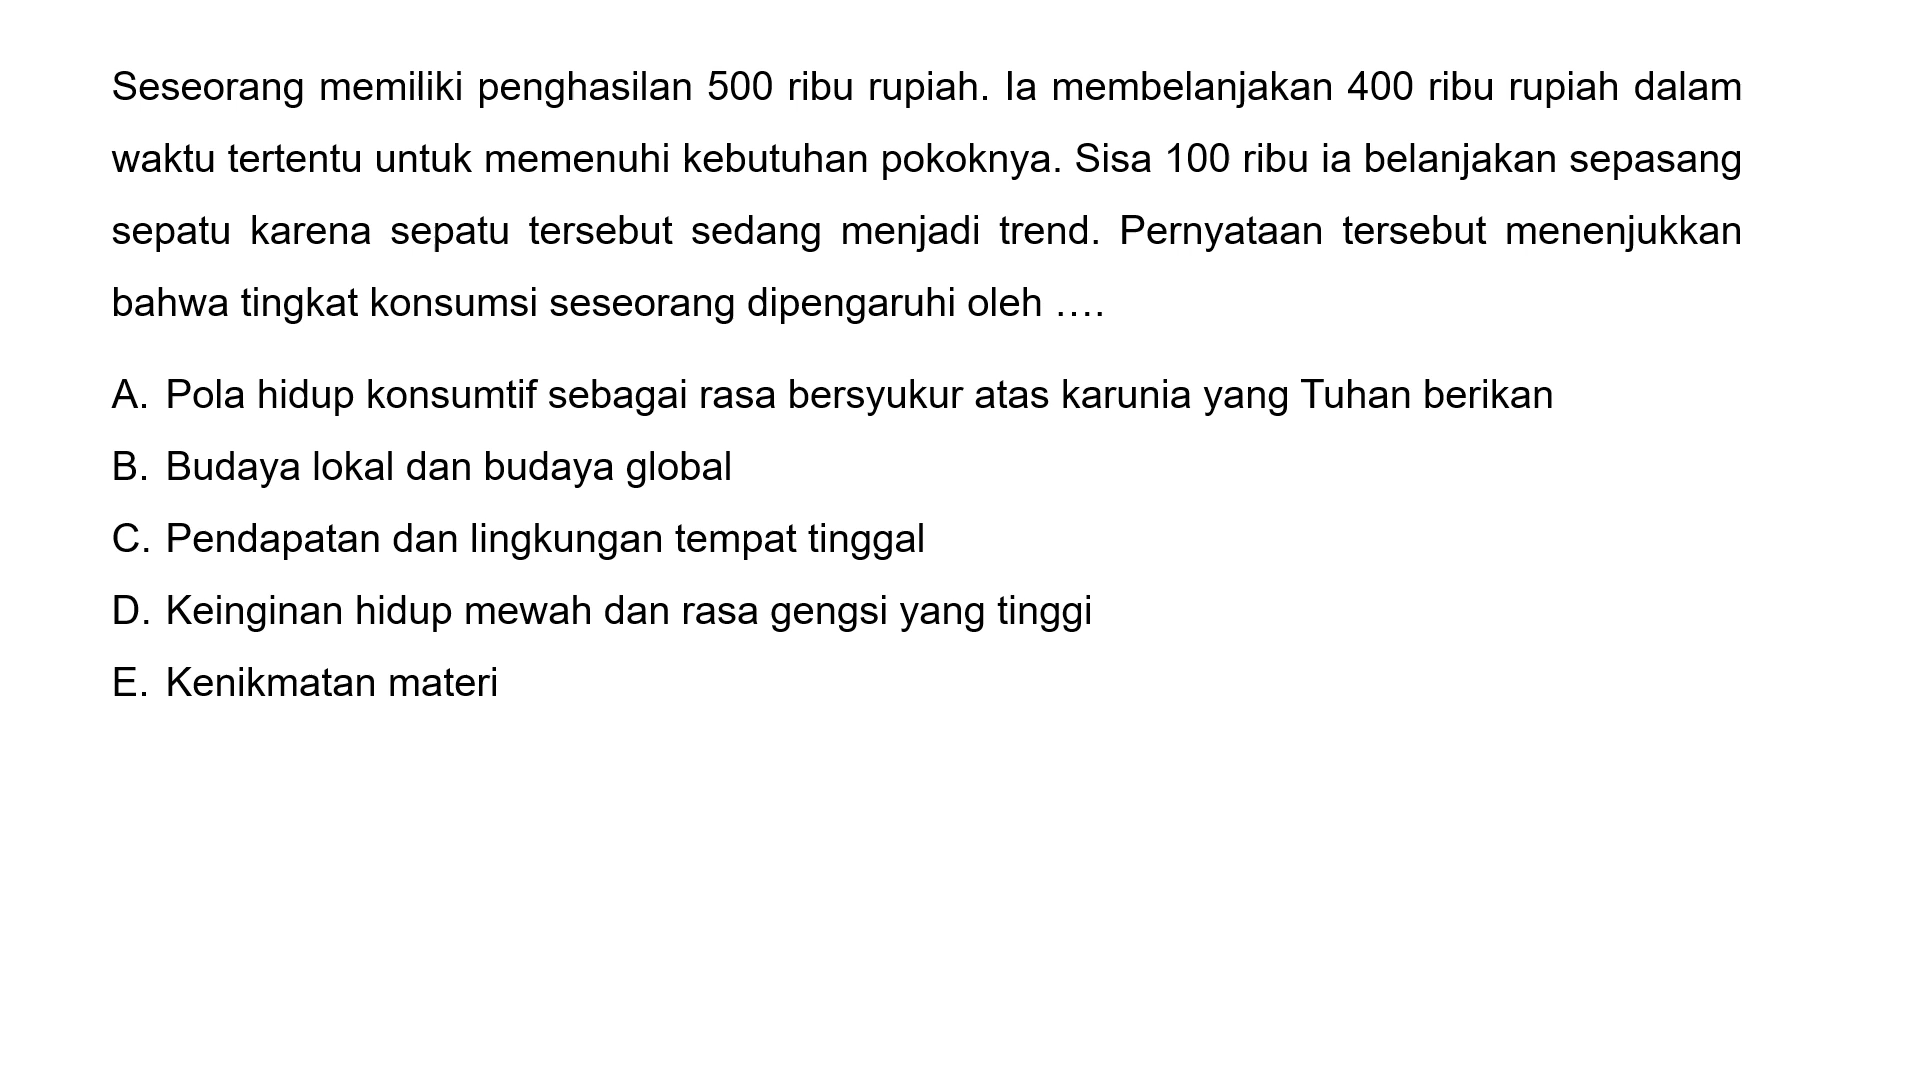 Seseorang memiliki penghasilan 500 ribu rupiah. Ia membelanjakan 400 ribu rupiah dalam
waktu tertentu untuk memenuhi kebutuhan pokoknya. Sisa 100 ribu ia belanjakan sepasang
sepatu karena sepatu tersebut sedang menjadi trend. Pernyataan tersebut menenjukkan
bahwa tingkat konsumsi seseorang dipengaruhi oleh ….
A. Pola hidup konsumtif sebagai rasa bersyukur atas karunia yang Tuhan berikan
B. Budaya lokal dan budaya global
C. Pendapatan dan lingkungan tempat tinggal
D. Keinginan hidup mewah dan rasa gengsi yang tinggi
E. Kenikmatan materi